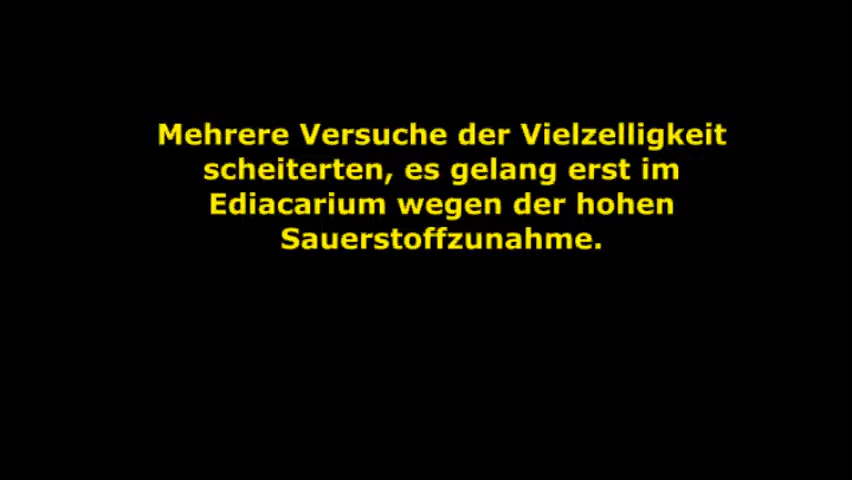 Mehrere Versuche der Vielzelligkeit
scheiterten, es gelang erst im
Ediacarium wegen der hohen
Sauerstoffzunahme.